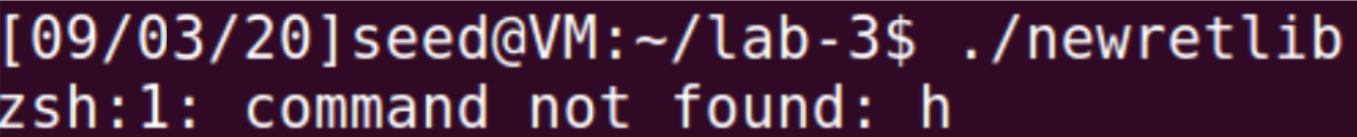 [09/03/20]seed@VM:~/lab-3$ ./newretlib
zsh:1: command not found: h